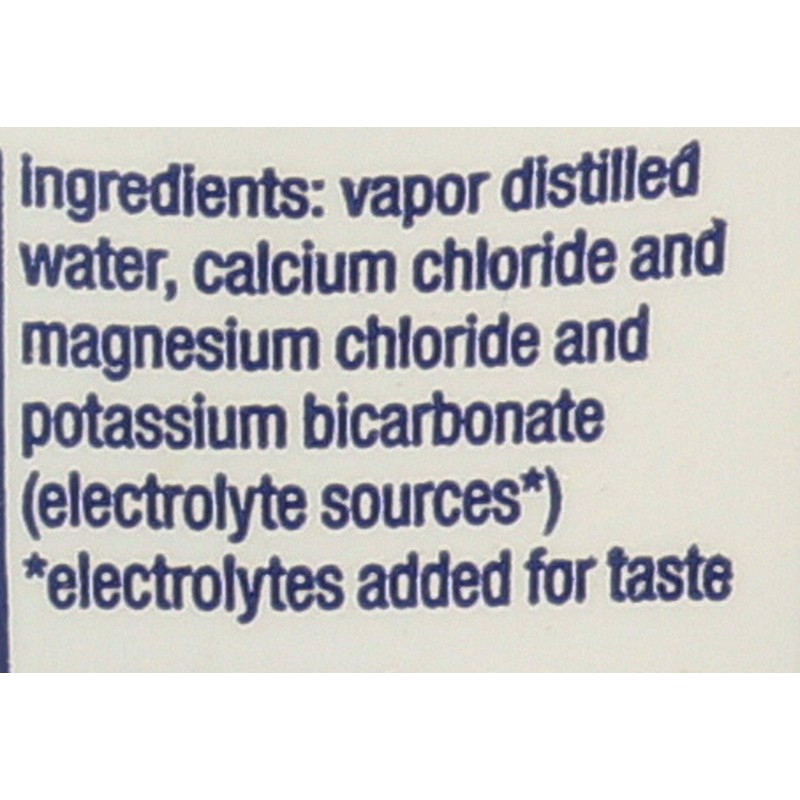 ingredients: vapor distilled
water, calcium chloride and
magnesium chloride and
potassium bicarbonate
(electrolyte sources*)
*electrolytes added for taste